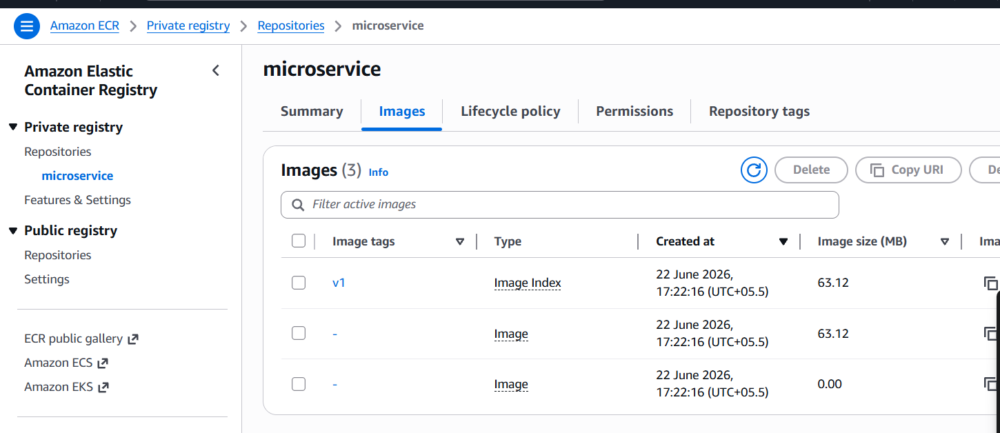 Amazon ECR > Private registry > Repositories > microservice
Amazon Elastic
Container Registry
Private registry
Repositories
microservice
Features & Settings
Public registry
Repositories
Settings
ECR public gallery
Amazon ECS
Amazon EKS
microservice
Summary Images Lifecycle policy Permissions Repository tags
Images (3) Info
Delete Copy URI De
Filter active images
Image tags Type Created at Image size (MB) Ima
v1 Image Index 22 June 2026,
17:22:16 (UTC+05.5) 63.12
- Image 22 June 2026,
17:22:16 (UTC+05.5) 63.12
- Image 22 June 2026,
17:22:16 (UTC+05.5) 0.00